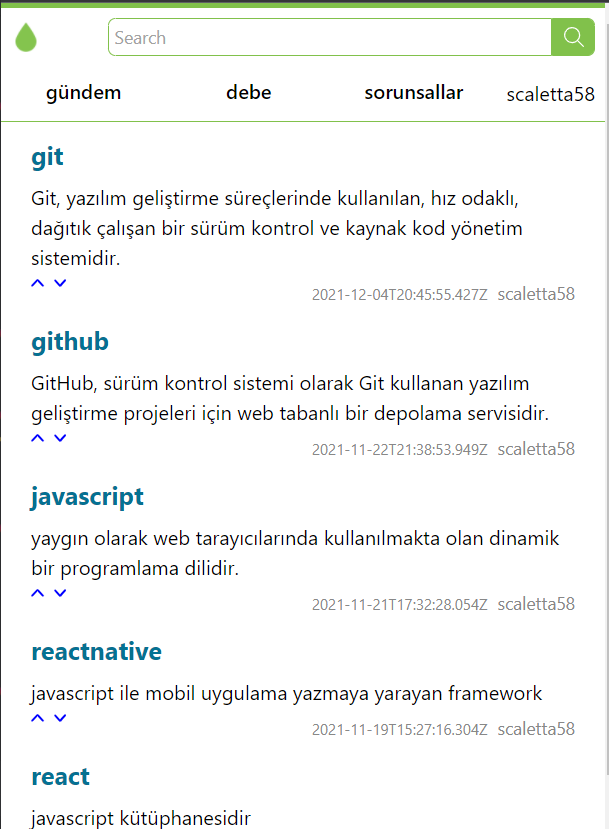 Search
gündem debe sorunsallar scaletta58
git
Git, yazılım geliştirme süreçlerinde kullanılan, hız odaklı,
dağıtık çalışan bir sürüm kontrol ve kaynak kod yönetim
sistemidir.
2021-12-04T20:45:55.427Z scaletta58
github
GitHub, sürüm kontrol sistemi olarak Git kullanan yazılım
geliştirme projeleri için web tabanlı bir depolama servisidir.
2021-11-22T21:38:53.949Z scaletta58
javascript
yaygın olarak web tarayıcılarında kullanılmakta olan dinamik
bir programlama dilidir.
2021-11-21T17:32:28.054Z scaletta58
reactnative
javascript ile mobil uygulama yazmaya yarayan framework
2021-11-19T15:27:16.304Z scaletta58
react
javascript kütüphanesidir